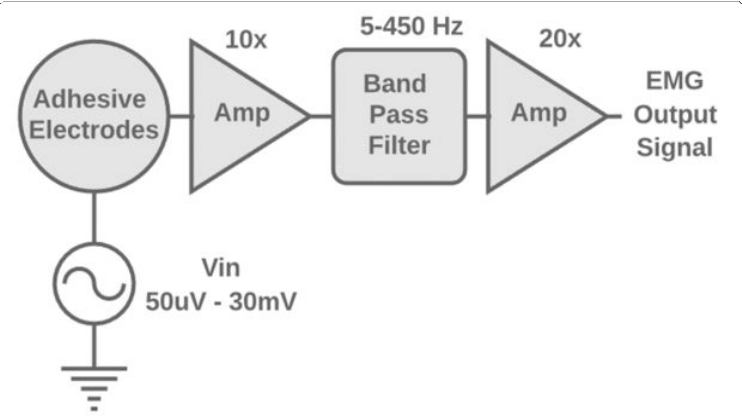 5-450 Hz
10x
20x
Adhesive
Electrodes
Amp
Band
Pass
Filter
Amp
EMG
Output
Signal
Vin
50uV - 30mV